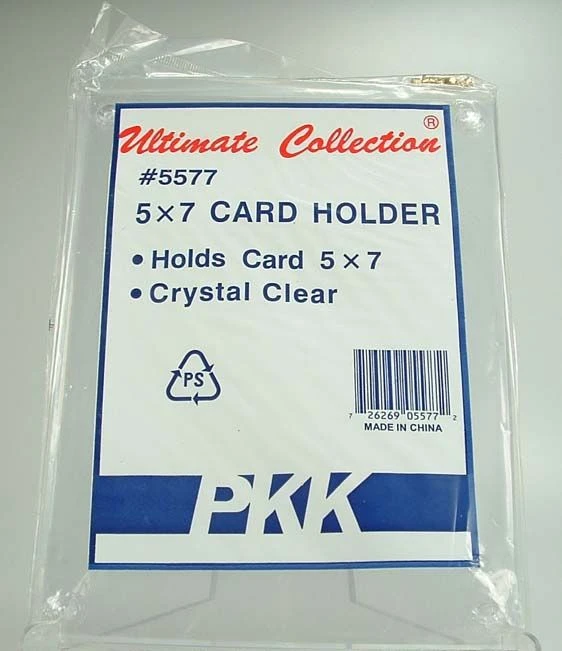 Ultimate Collection ®
#5577
5×7 CARD HOLDER
• Holds Card 5×7
• Crystal Clear
PS
7 26269 05577 2
MADE IN CHINA
PKK